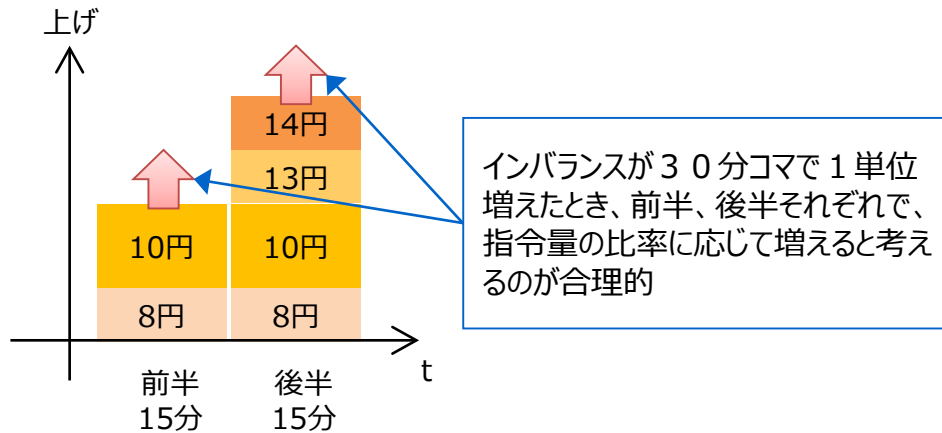 上げ
14円
13円
10円
10円
8円
8円
t
前半
15分
後半
15分
インバランスが３０分コマで１単位
増えたとき、前半、後半それぞれで、
指令量の比率に応じて増えると考え
るのが合理的